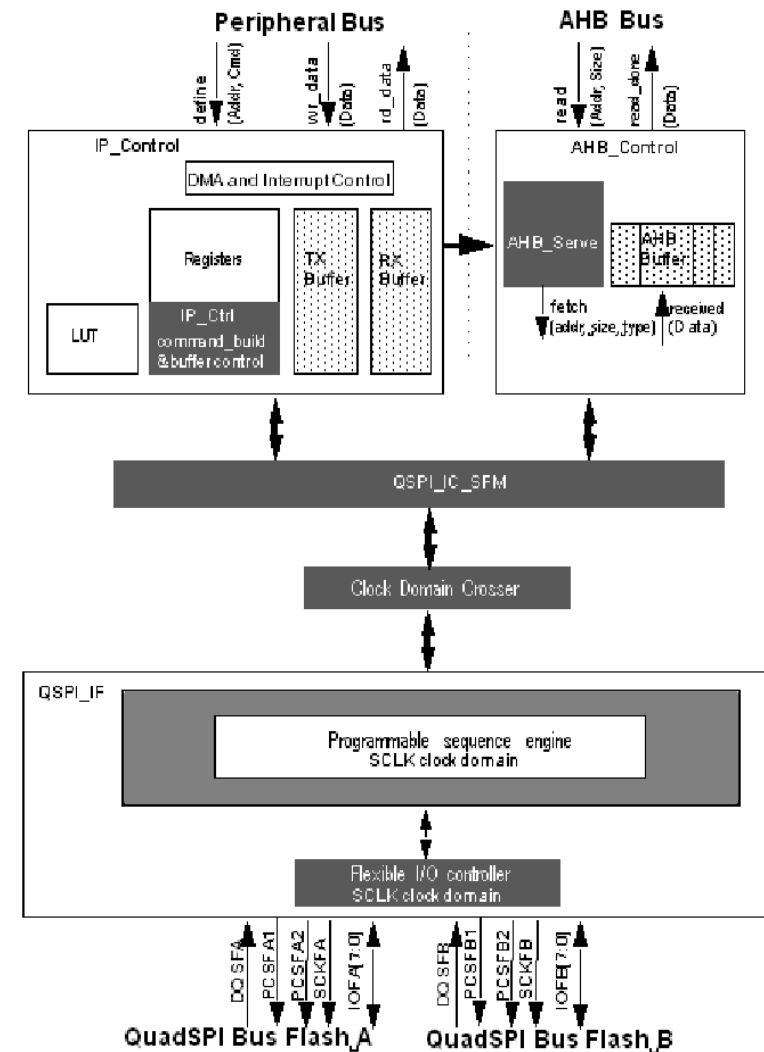 Peripheral Bus
AHB Bus
define
(Addr, Cmd)
wr_data
(Data)
rd_data
(Data)
read
(Addr, Size)
read_done
(Data)
IP_Control
AHB_Control
DMA and Interrupt Control
Registers
TX
Buffer
RX
Buffer
AHB_Serve
AHB
Buffer
LUT
IP_Ctrl
command_build
&buffer control
fetch
(addr, size, type)
received
(Data)
QSPI_IC_SFM
Clock Domain Crosser
QSPI_IF
Programmable sequence engine
SCLK clock domain
Flexible I/O controller
SCLK clock domain
DQSFA
PCSFA1
PCSFA2
SCKFA
IOFA[7:0]
DQSFB
PCSFB1
PCSFB2
SCKFB
IOFB[7:0]
QuadSPI Bus Flash_A
QuadSPI Bus Flash_B